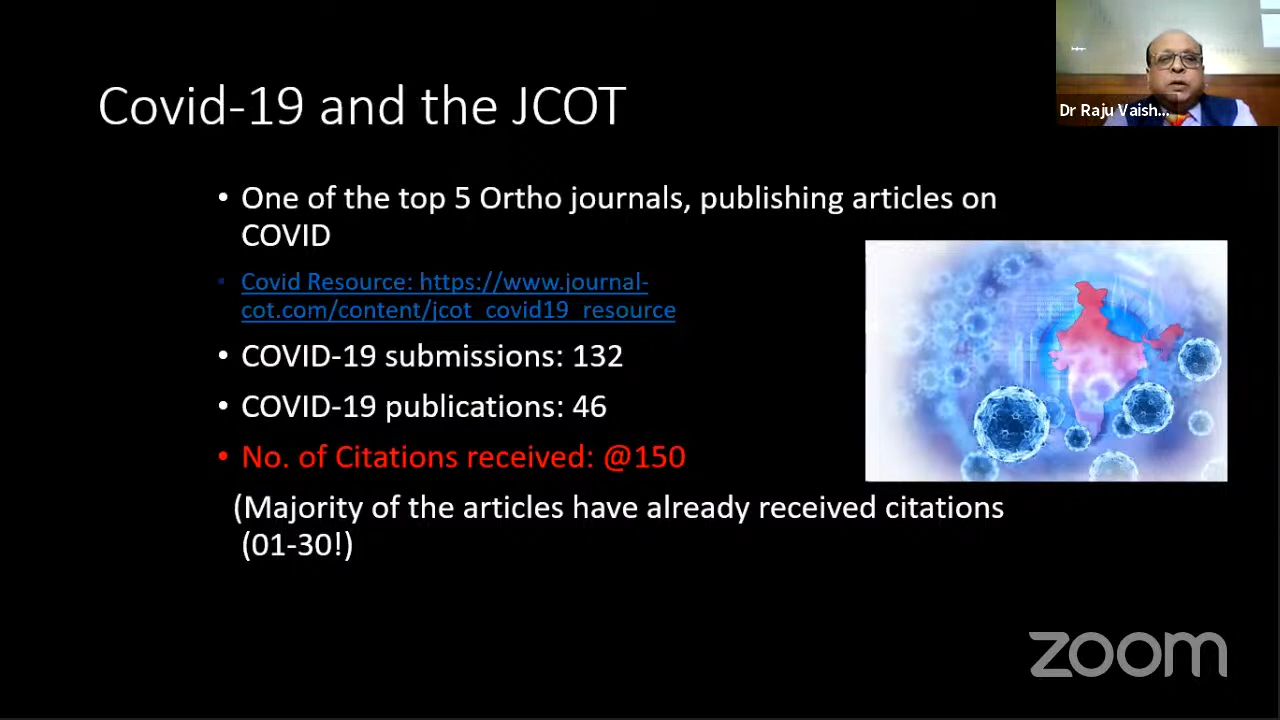 Dr Raju Vaish...
Covid-19 and the JCOT
• One of the top 5 Ortho journals, publishing articles on
COVID
• Covid Resource: https://www.journal-
cot.com/content/jcot_covid19_resource
• COVID-19 submissions: 132
• COVID-19 publications: 46
• No. of Citations received: @150
(Majority of the articles have already received citations
(01-30!)
zoom